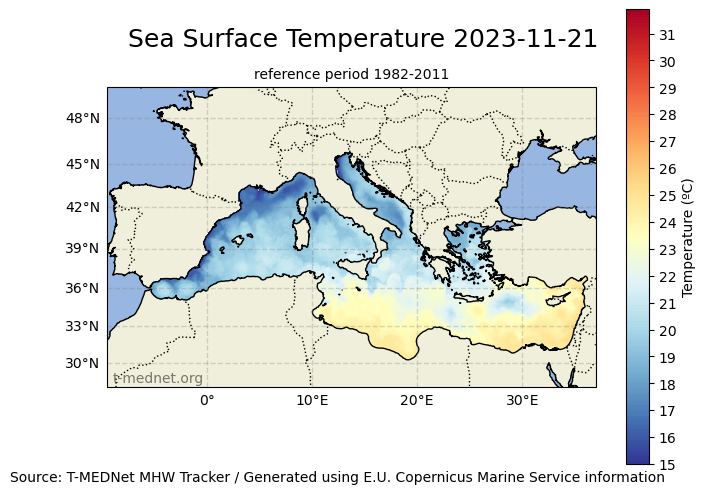 Sea Surface Temperature 2023-11-21
reference period 1982-2011
48°N
45°N
42°N
39°N
36°N
33°N
30°N
t-mednet.org
0°
10°E
20°E
30°E
31
30
29
28
27
26
25
24
23
22
21
20
19
18
17
16
15
Temperature (ºC)
Source: T-MEDNet MHW Tracker / Generated using E.U. Copernicus Marine Service information